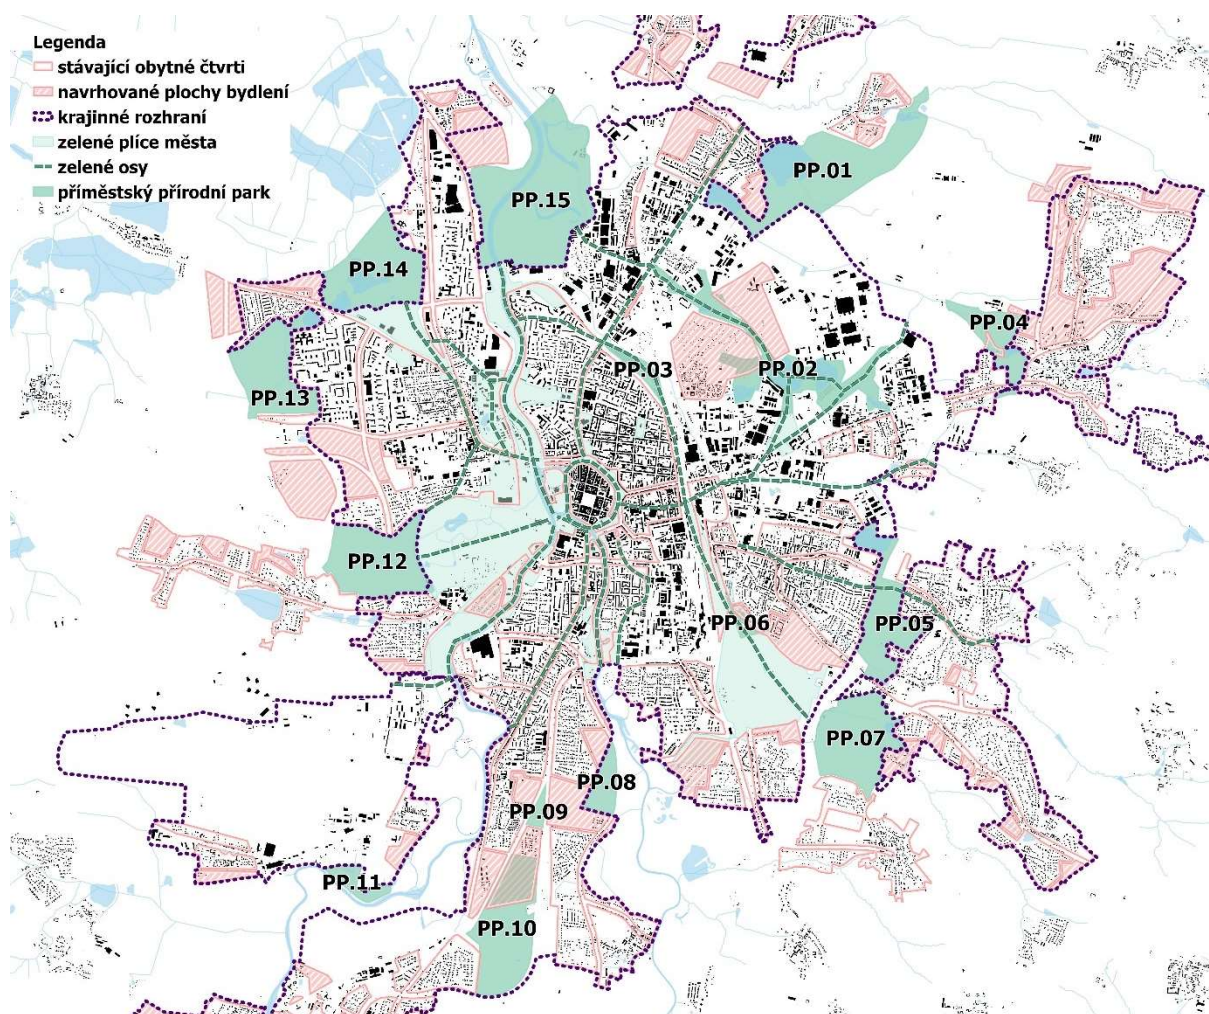 Legenda
stávající obytné čtvrti
navrhované plochy bydlení
krajinné rozhraní
zelené plíce města
zelené osy
příměstský přírodní park
PP.01
PP.15
PP.14
PP.04
PP.03
PP.02
PP.13
PP.12
PP.06
PP.05
PP.07
PP.08
PP.09
PP.11
PP.10